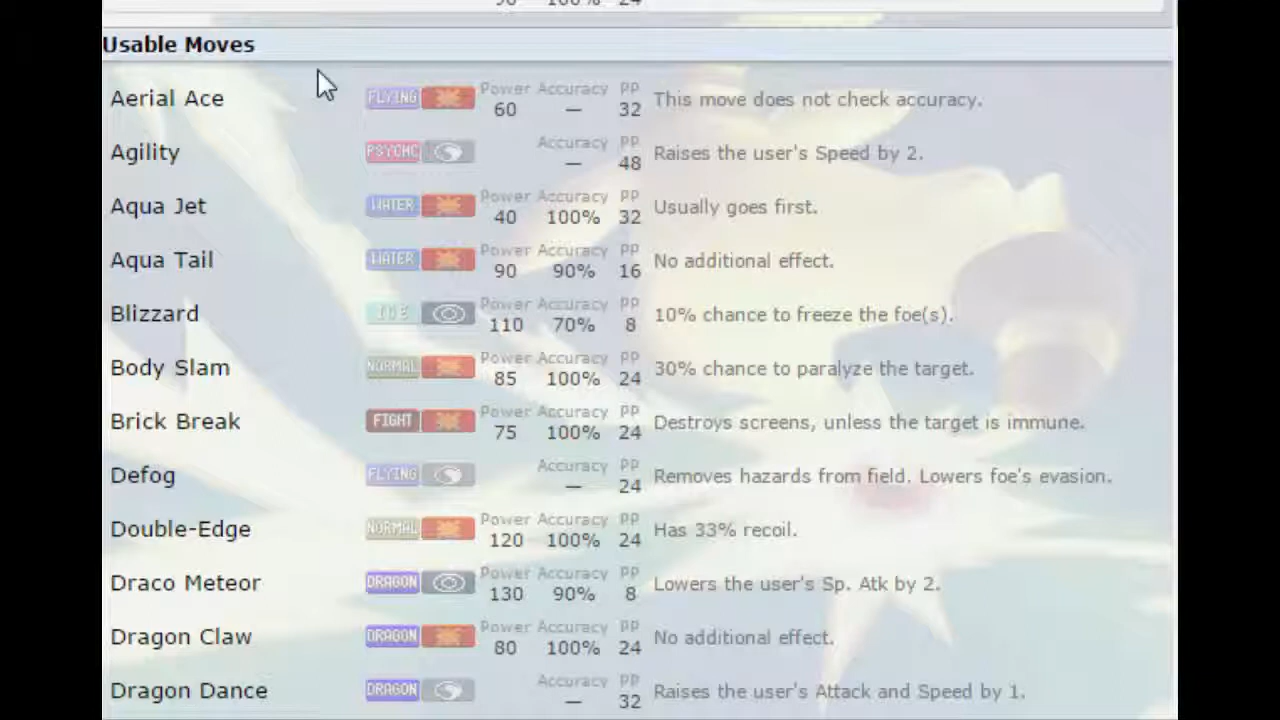 90 100% 24
Usable Moves
Aerial Ace FLYING Power 60 Accuracy — PP 32 This move does not check accuracy.
Agility PSYCHC Accuracy — PP 48 Raises the user's Speed by 2.
Aqua Jet WATER Power 40 Accuracy 100% PP 32 Usually goes first.
Aqua Tail WATER Power 90 Accuracy 90% PP 16 No additional effect.
Blizzard ICE Power 110 Accuracy 70% PP 8 10% chance to freeze the foe(s).
Body Slam NORMAL Power 85 Accuracy 100% PP 24 30% chance to paralyze the target.
Brick Break FIGHT Power 75 Accuracy 100% PP 24 Destroys screens, unless the target is immune.
Defog FLYING Accuracy — PP 24 Removes hazards from field. Lowers foe's evasion.
Double-Edge NORMAL Power 120 Accuracy 100% PP 24 Has 33% recoil.
Draco Meteor DRAGON Power 130 Accuracy 90% PP 8 Lowers the user's Sp. Atk by 2.
Dragon Claw DRAGON Power 80 Accuracy 100% PP 24 No additional effect.
Dragon Dance DRAGON Accuracy — PP 32 Raises the user's Attack and Speed by 1.